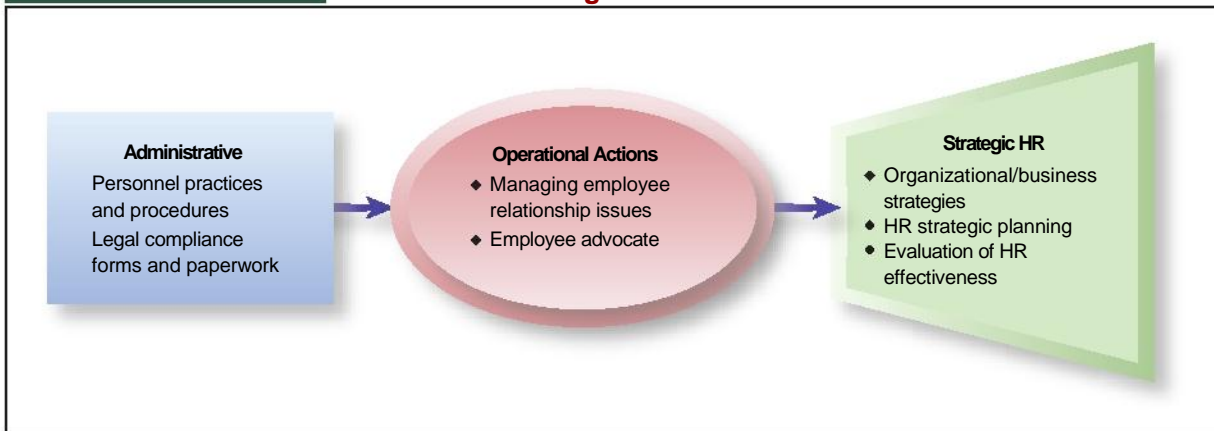 Administrative
Personnel practices
and procedures
Legal compliance
forms and paperwork
Operational Actions
◆ Managing employee
relationship issues
◆ Employee advocate
Strategic HR
◆ Organizational/business
strategies
◆ HR strategic planning
◆ Evaluation of HR
effectiveness